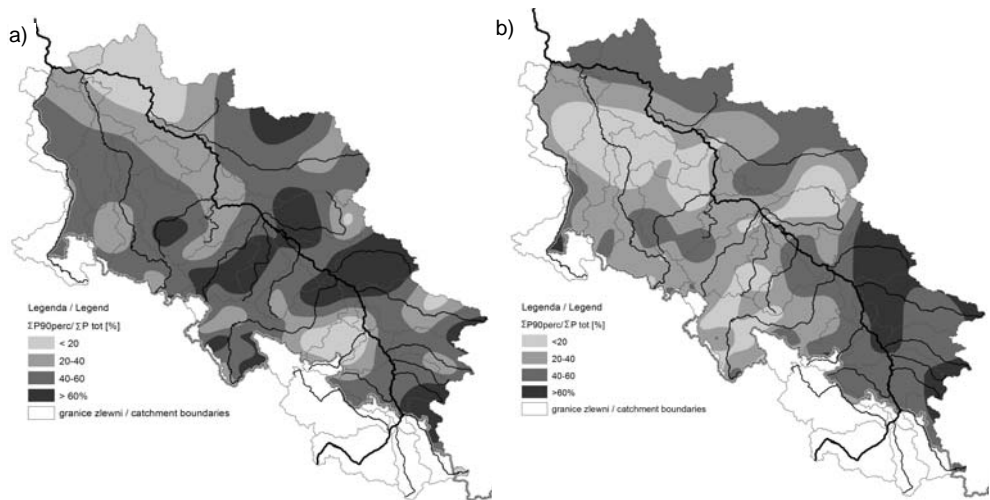 a)
Legenda / Legend
ΣP90perc/ΣP tot [%]
< 20
20-40
40-60
> 60%
granice zlewni / catchment boundaries
b)
Legenda / Legend
ΣP90perc/ΣP tot [%]
<20
20-40
40-60
>60%
granice zlewni / catchment boundaries